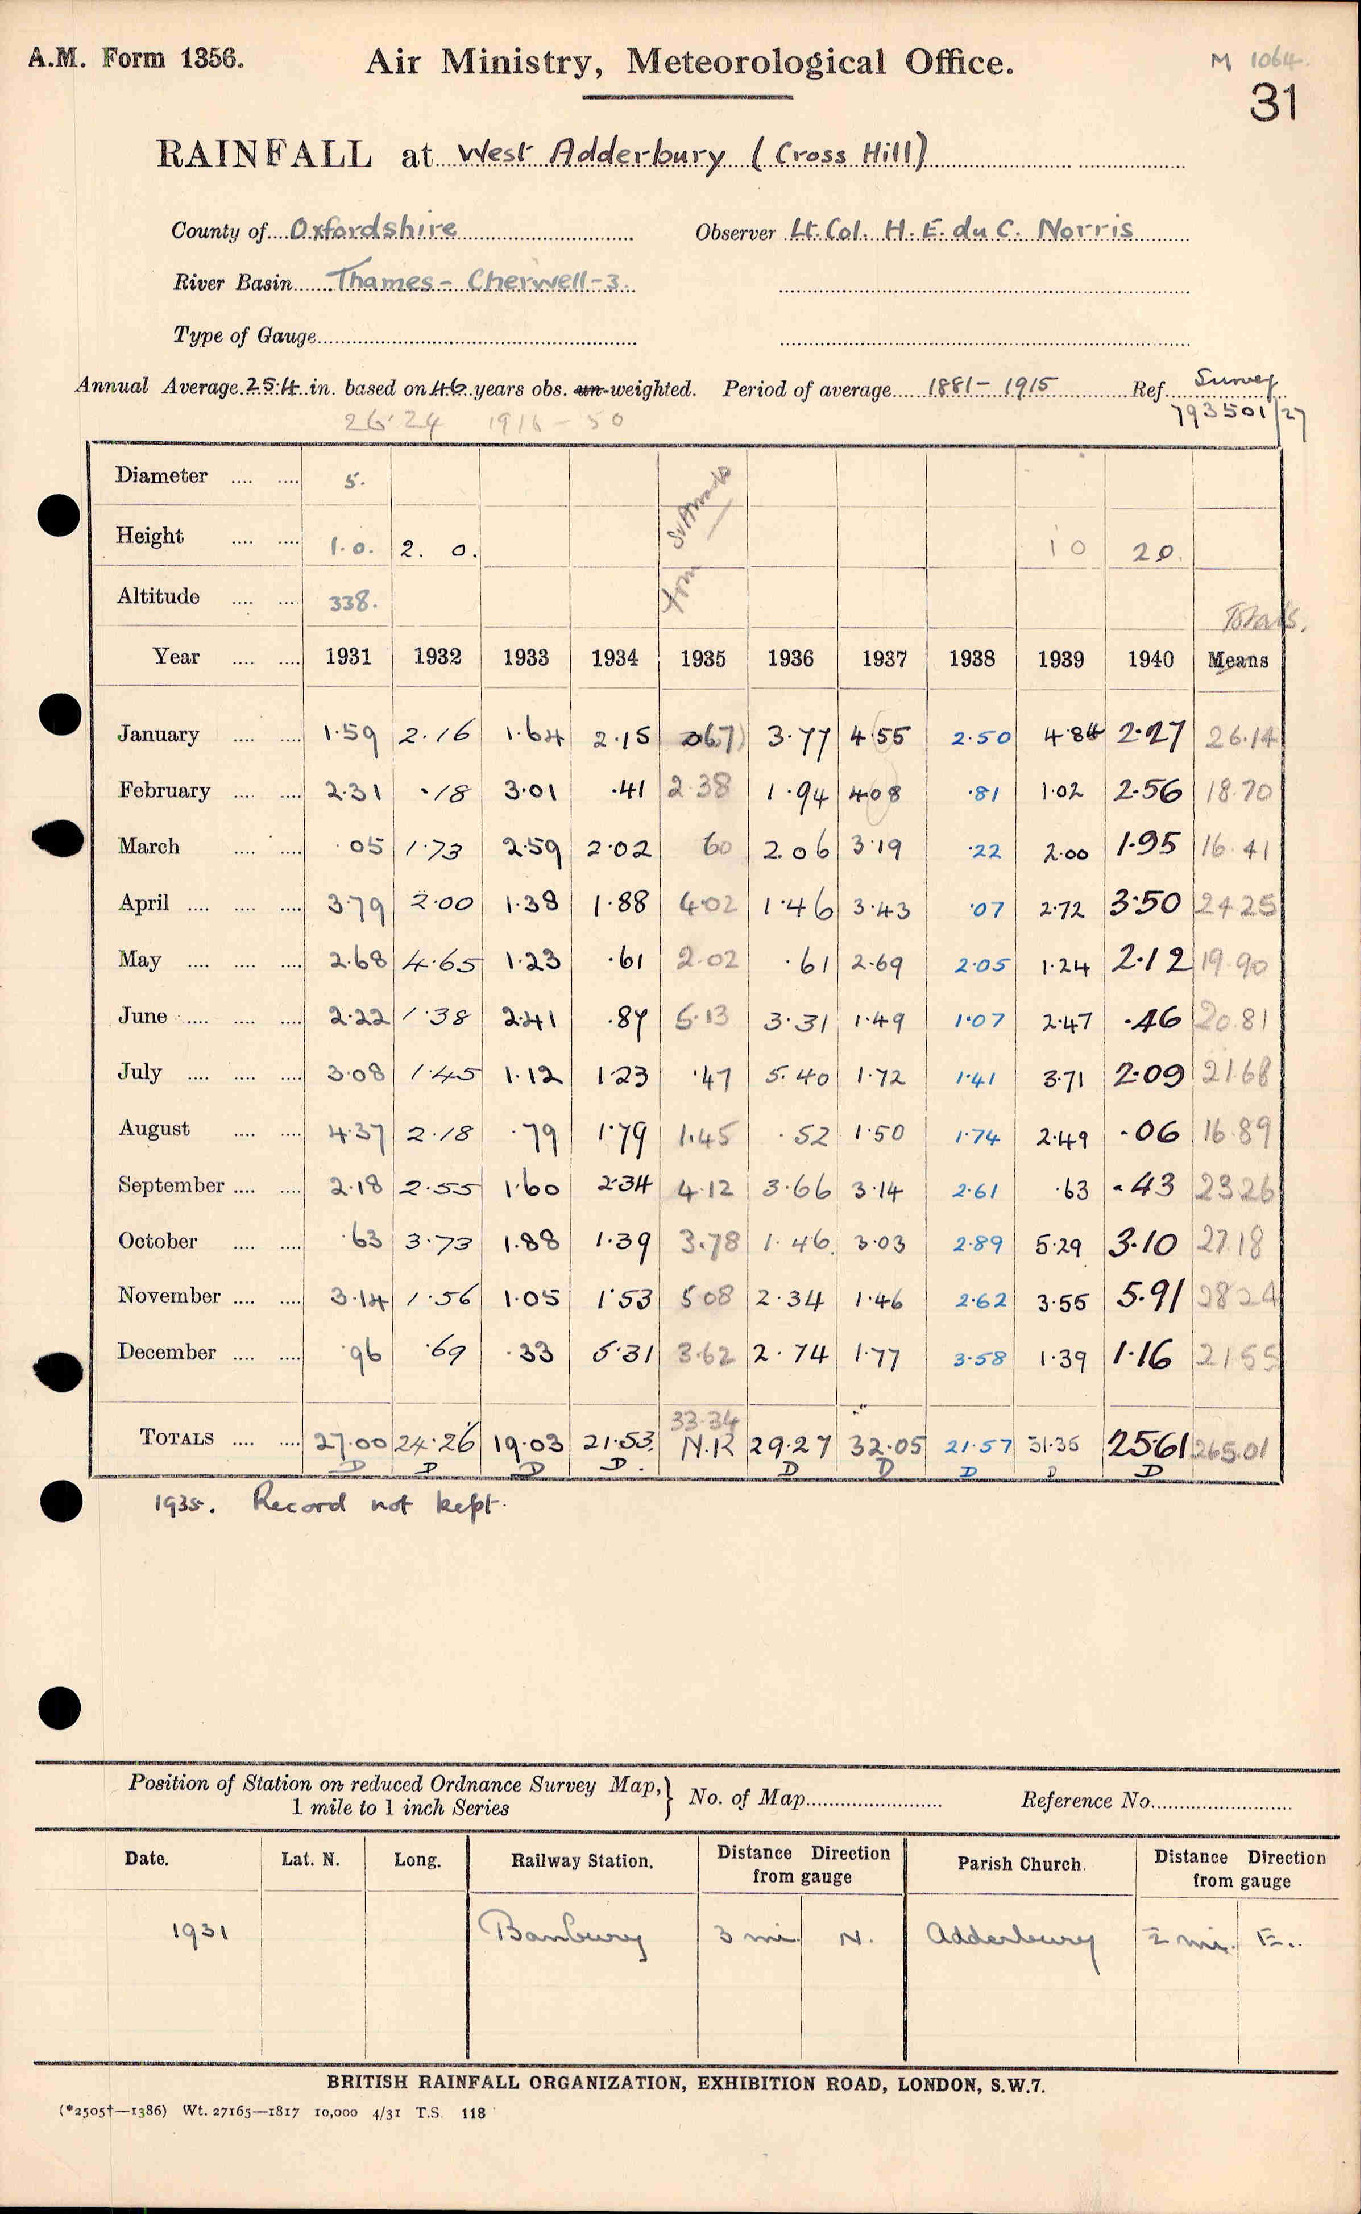 A.M. Form 1356.
Air Ministry, Meteorological Office.
M 1064
31
RAINFALL at West Adderbury (Cross Hill)
County of Oxfordshire Observer Lt. Col. H. E. du C. Norris
River Basin Thames - Cherwell - 3.
Type of Gauge
Annual Average 25.4 in. based on 46 years obs. un-weighted. Period of average 1881 - 1915 Ref. Survey
26.24 1916 - 50 793501/27
Diameter 5.
Height 1.0. 2. 0. 10 20.
Altitude 338. from
Totals.
Year 1931 1932 1933 1934 1935 1936 1937 1938 1939 1940 Means
January 1.59 2.16 1.64 2.15 0.67) 3.77 4.55 2.50 4.84 2.27 26.14
February 2.31 .18 3.01 .41 2.38 1.94 4.08 .81 1.02 2.56 18.70
March .05 1.73 2.59 2.02 60 2.06 3.19 .22 2.00 1.95 16.41
April 3.79 2.00 1.38 1.88 4.02 1.46 3.43 .07 2.72 3.50 24.25
May 2.68 4.65 1.23 .61 2.02 .61 2.69 2.05 1.24 2.12 19.90
June 2.22 1.38 2.41 .87 5.13 3.31 1.49 1.07 2.47 .46 20.81
July 3.08 1.45 1.12 1.23 .47 5.40 1.72 1.41 3.71 2.09 21.68
August 4.37 2.18 .79 1.79 1.45 .52 1.50 1.74 2.49 .06 16.89
September 2.18 2.55 1.60 2.34 4.12 3.66 3.14 2.61 .63 .43 23.26
October .63 3.73 1.88 1.39 3.78 1.46 3.03 2.89 5.29 3.10 27.18
November 3.14 1.56 1.05 1.53 5.08 2.34 1.46 2.62 3.55 5.91 28.24
December .96 .69 .33 5.31 3.62 2.74 1.77 3.58 1.39 1.16 21.55
33.34
TOTALS 27.00 24.26 19.03 21.53 N.R 29.27 32.05 21.57 31.35 25.61 265.01
D D D D. D D D D D
1935. Record not kept.
Position of Station on reduced Ordnance Survey Map, } No. of Map Reference No.
1 mile to 1 inch Series
Date. Lat. N. Long. Railway Station. Distance Direction from gauge Parish Church. Distance Direction from gauge
1931 Banbury 3 mi. N. Adderbury ½ mi. E.
BRITISH RAINFALL ORGANIZATION, EXHIBITION ROAD, LONDON, S.W.7.
(*2505†—1386) Wt. 27165—1817 10,000 4/31 T.S. 118